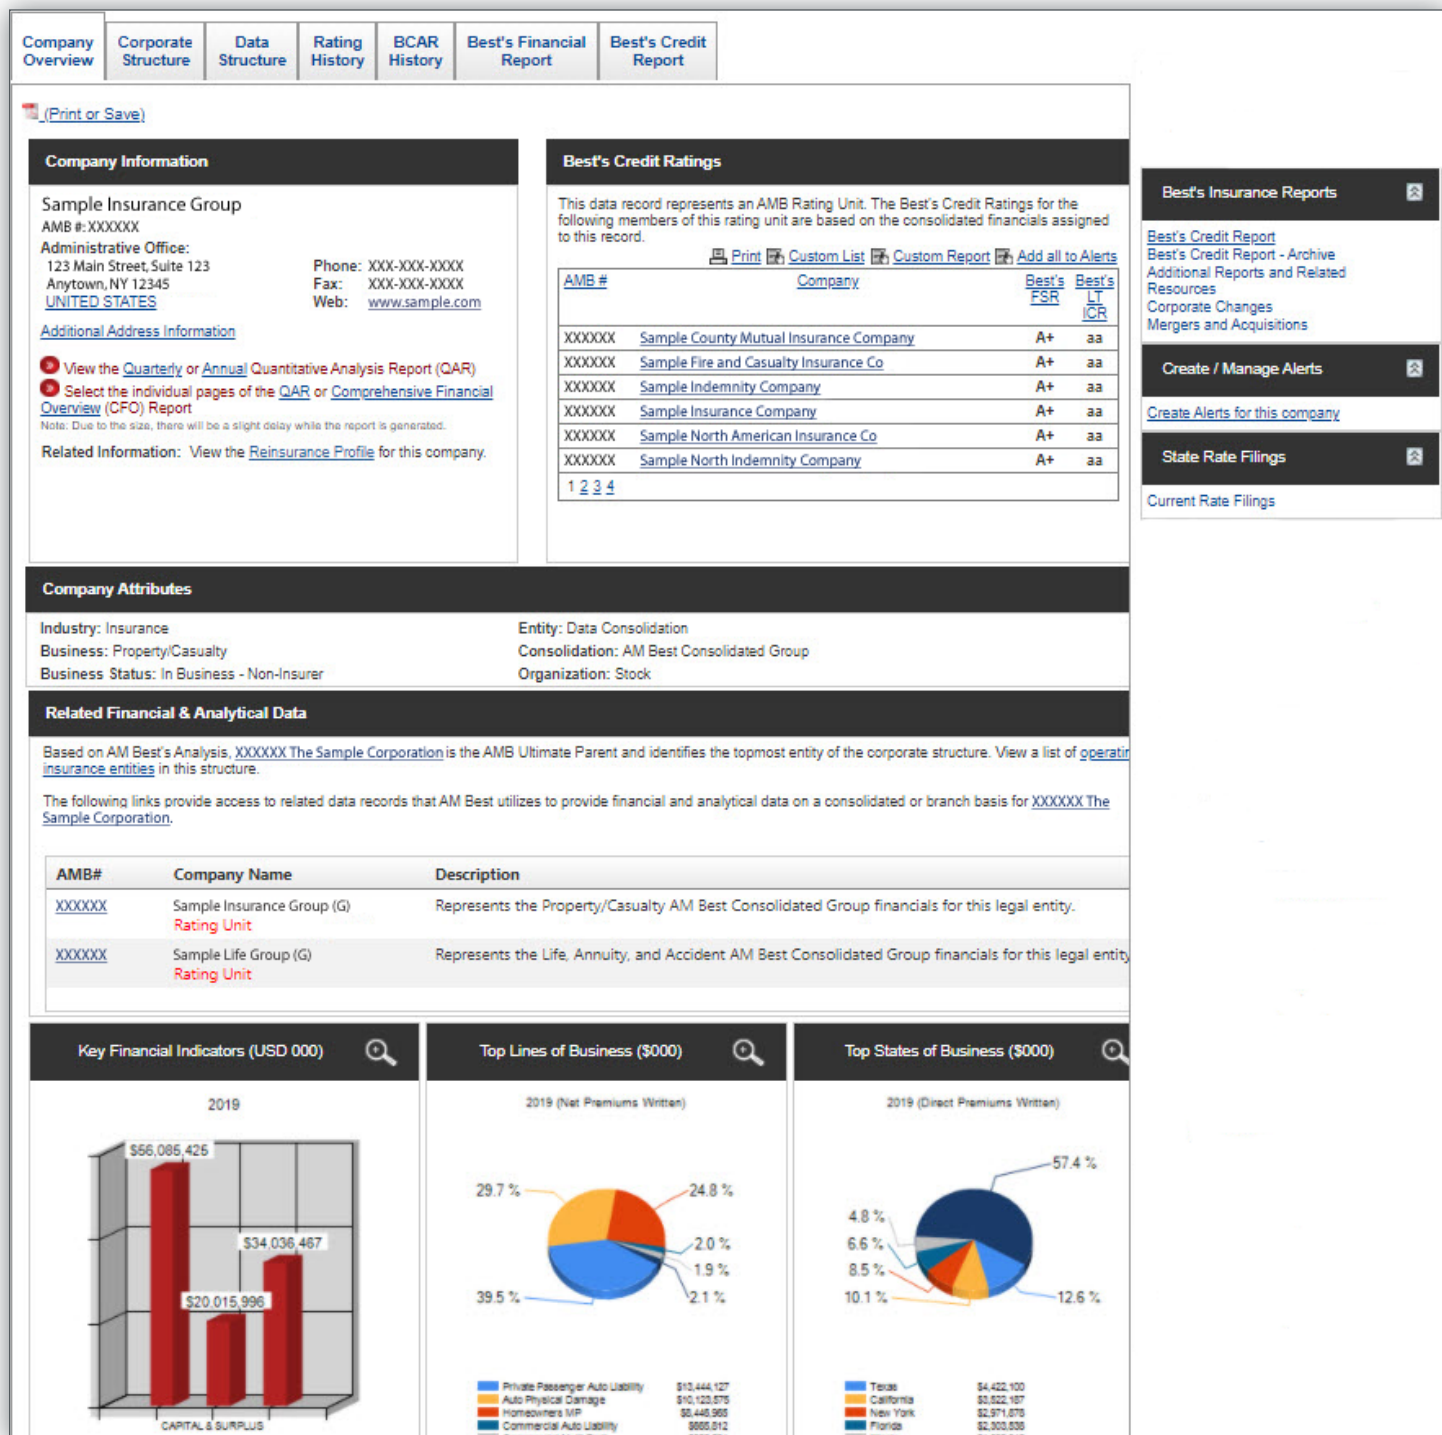 Company Overview
Corporate Structure
Data Structure
Rating History
BCAR History
Best's Financial Report
Best's Credit Report
(Print or Save)
Company Information
Sample Insurance Group
AMB #: XXXXXX
Administrative Office:
123 Main Street, Suite 123
Anytown, NY 12345
UNITED STATES
Phone: XXX-XXX-XXXX
Fax: XXX-XXX-XXXX
Web: www.sample.com
Additional Address Information
View the Quarterly or Annual Quantitative Analysis Report (QAR)
Select the individual pages of the QAR or Comprehensive Financial
Overview (CFO) Report
Note: Due to the size, there will be a slight delay while the report is generated.
Related Information: View the Reinsurance Profile for this company.
Best's Credit Ratings
This data record represents an AMB Rating Unit. The Best's Credit Ratings for the
following members of this rating unit are based on the consolidated financials assigned
to this record.
Print Custom List Custom Report Add all to Alerts
AMB # Company Best's FSR Best's LT ICR
XXXXXX Sample County Mutual Insurance Company A+ aa
XXXXXX Sample Fire and Casualty Insurance Co A+ aa
XXXXXX Sample Indemnity Company A+ aa
XXXXXX Sample Insurance Company A+ aa
XXXXXX Sample North American Insurance Co A+ aa
XXXXXX Sample North Indemnity Company A+ aa
1 2 3 4
Best's Insurance Reports
Best's Credit Report
Best's Credit Report - Archive
Additional Reports and Related
Resources
Corporate Changes
Mergers and Acquisitions
Create / Manage Alerts
Create Alerts for this company
State Rate Filings
Current Rate Filings
Company Attributes
Industry: Insurance
Business: Property/Casualty
Business Status: In Business - Non-Insurer
Entity: Data Consolidation
Consolidation: AM Best Consolidated Group
Organization: Stock
Related Financial & Analytical Data
Based on AM Best's Analysis, XXXXXX The Sample Corporation is the AMB Ultimate Parent and identifies the topmost entity of the corporate structure. View a list of operatin
insurance entities in this structure.
The following links provide access to related data records that AM Best utilizes to provide financial and analytical data on a consolidated or branch basis for XXXXXX The
Sample Corporation.
AMB# Company Name Description
XXXXXX Sample Insurance Group (G) Represents the Property/Casualty AM Best Consolidated Group financials for this legal entity.
Rating Unit
XXXXXX Sample Life Group (G) Represents the Life, Annuity, and Accident AM Best Consolidated Group financials for this legal entity
Rating Unit
Key Financial Indicators (USD 000)
2019
$56,085,425
$34,036,467
$20,015,996
CAPITAL & SURPLUS
Top Lines of Business ($000)
2019 (Net Premiums Written)
29.7 %
24.8 %
2.0 %
1.9 %
2.1 %
39.5 %
Private Passenger Auto Liability $13,444,127
Auto Physical Damage $10,123,575
Homeowners MP $8,446,965
Commercial Auto Liability
Top States of Business ($000)
2019 (Direct Premiums Written)
57.4 %
4.8 %
6.6 %
8.5 %
10.1 %
12.6 %
Texas $4,422,100
California
New York
Florida